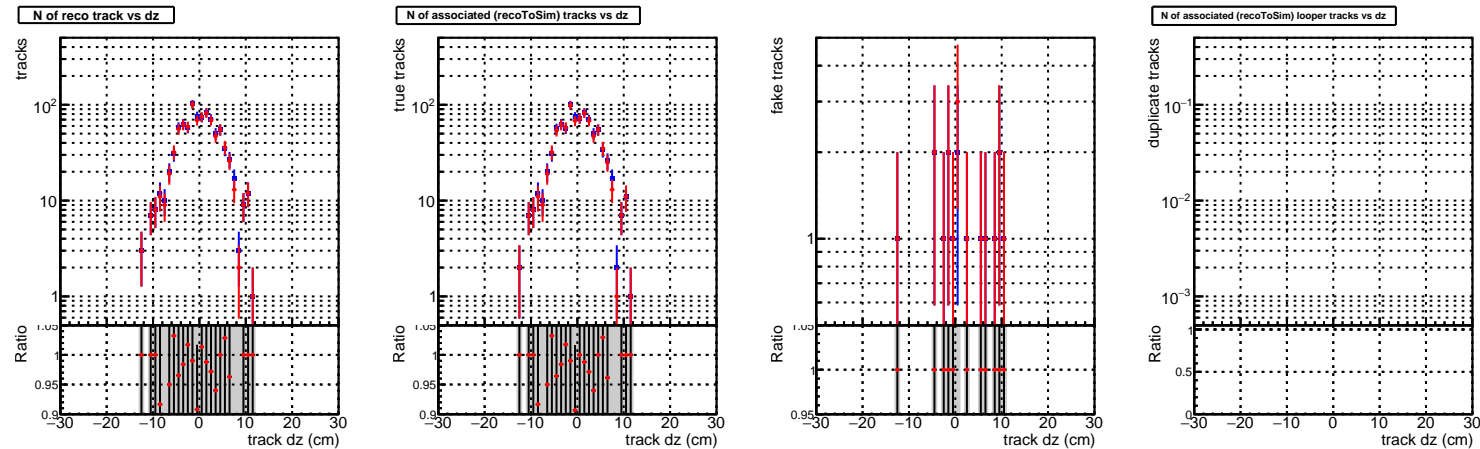 N of reco track vs dz
tracks
10²
10
1
Ratio
1.05
1
0.95
0.9
−30 −20 −10 0 10 20 30
track dz (cm)
N of associated (recoToSim) tracks vs dz
true tracks
10²
10
1
Ratio
1.05
1
0.95
0.9
−30 −20 −10 0 10 20 30
track dz (cm)
fake tracks
1
Ratio
1.05
1
0.95
−30 −20 −10 0 10 20 30
track dz (cm)
N of associated (recoToSim) looper tracks vs dz
duplicate tracks
10⁻¹
10⁻²
10⁻³
Ratio
1
0.5
0
−30 −20 −10 0 10 20 30
track dz (cm)